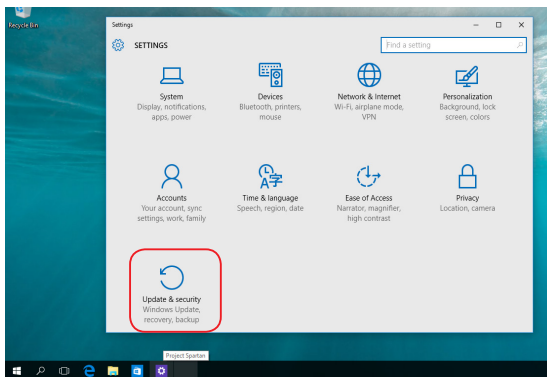 Recycle Bin
Settings
SETTINGS
Find a setting
System
Display, notifications,
apps, power
Devices
Bluetooth, printers,
mouse
Network & Internet
Wi-Fi, airplane mode,
VPN
Personalization
Background, lock
screen, colors
Accounts
Your account, sync
settings, work, family
Time & language
Speech, region, date
Ease of Access
Narrator, magnifier,
high contrast
Privacy
Location, camera
Update & security
Windows Update,
recovery, backup
Project Spartan